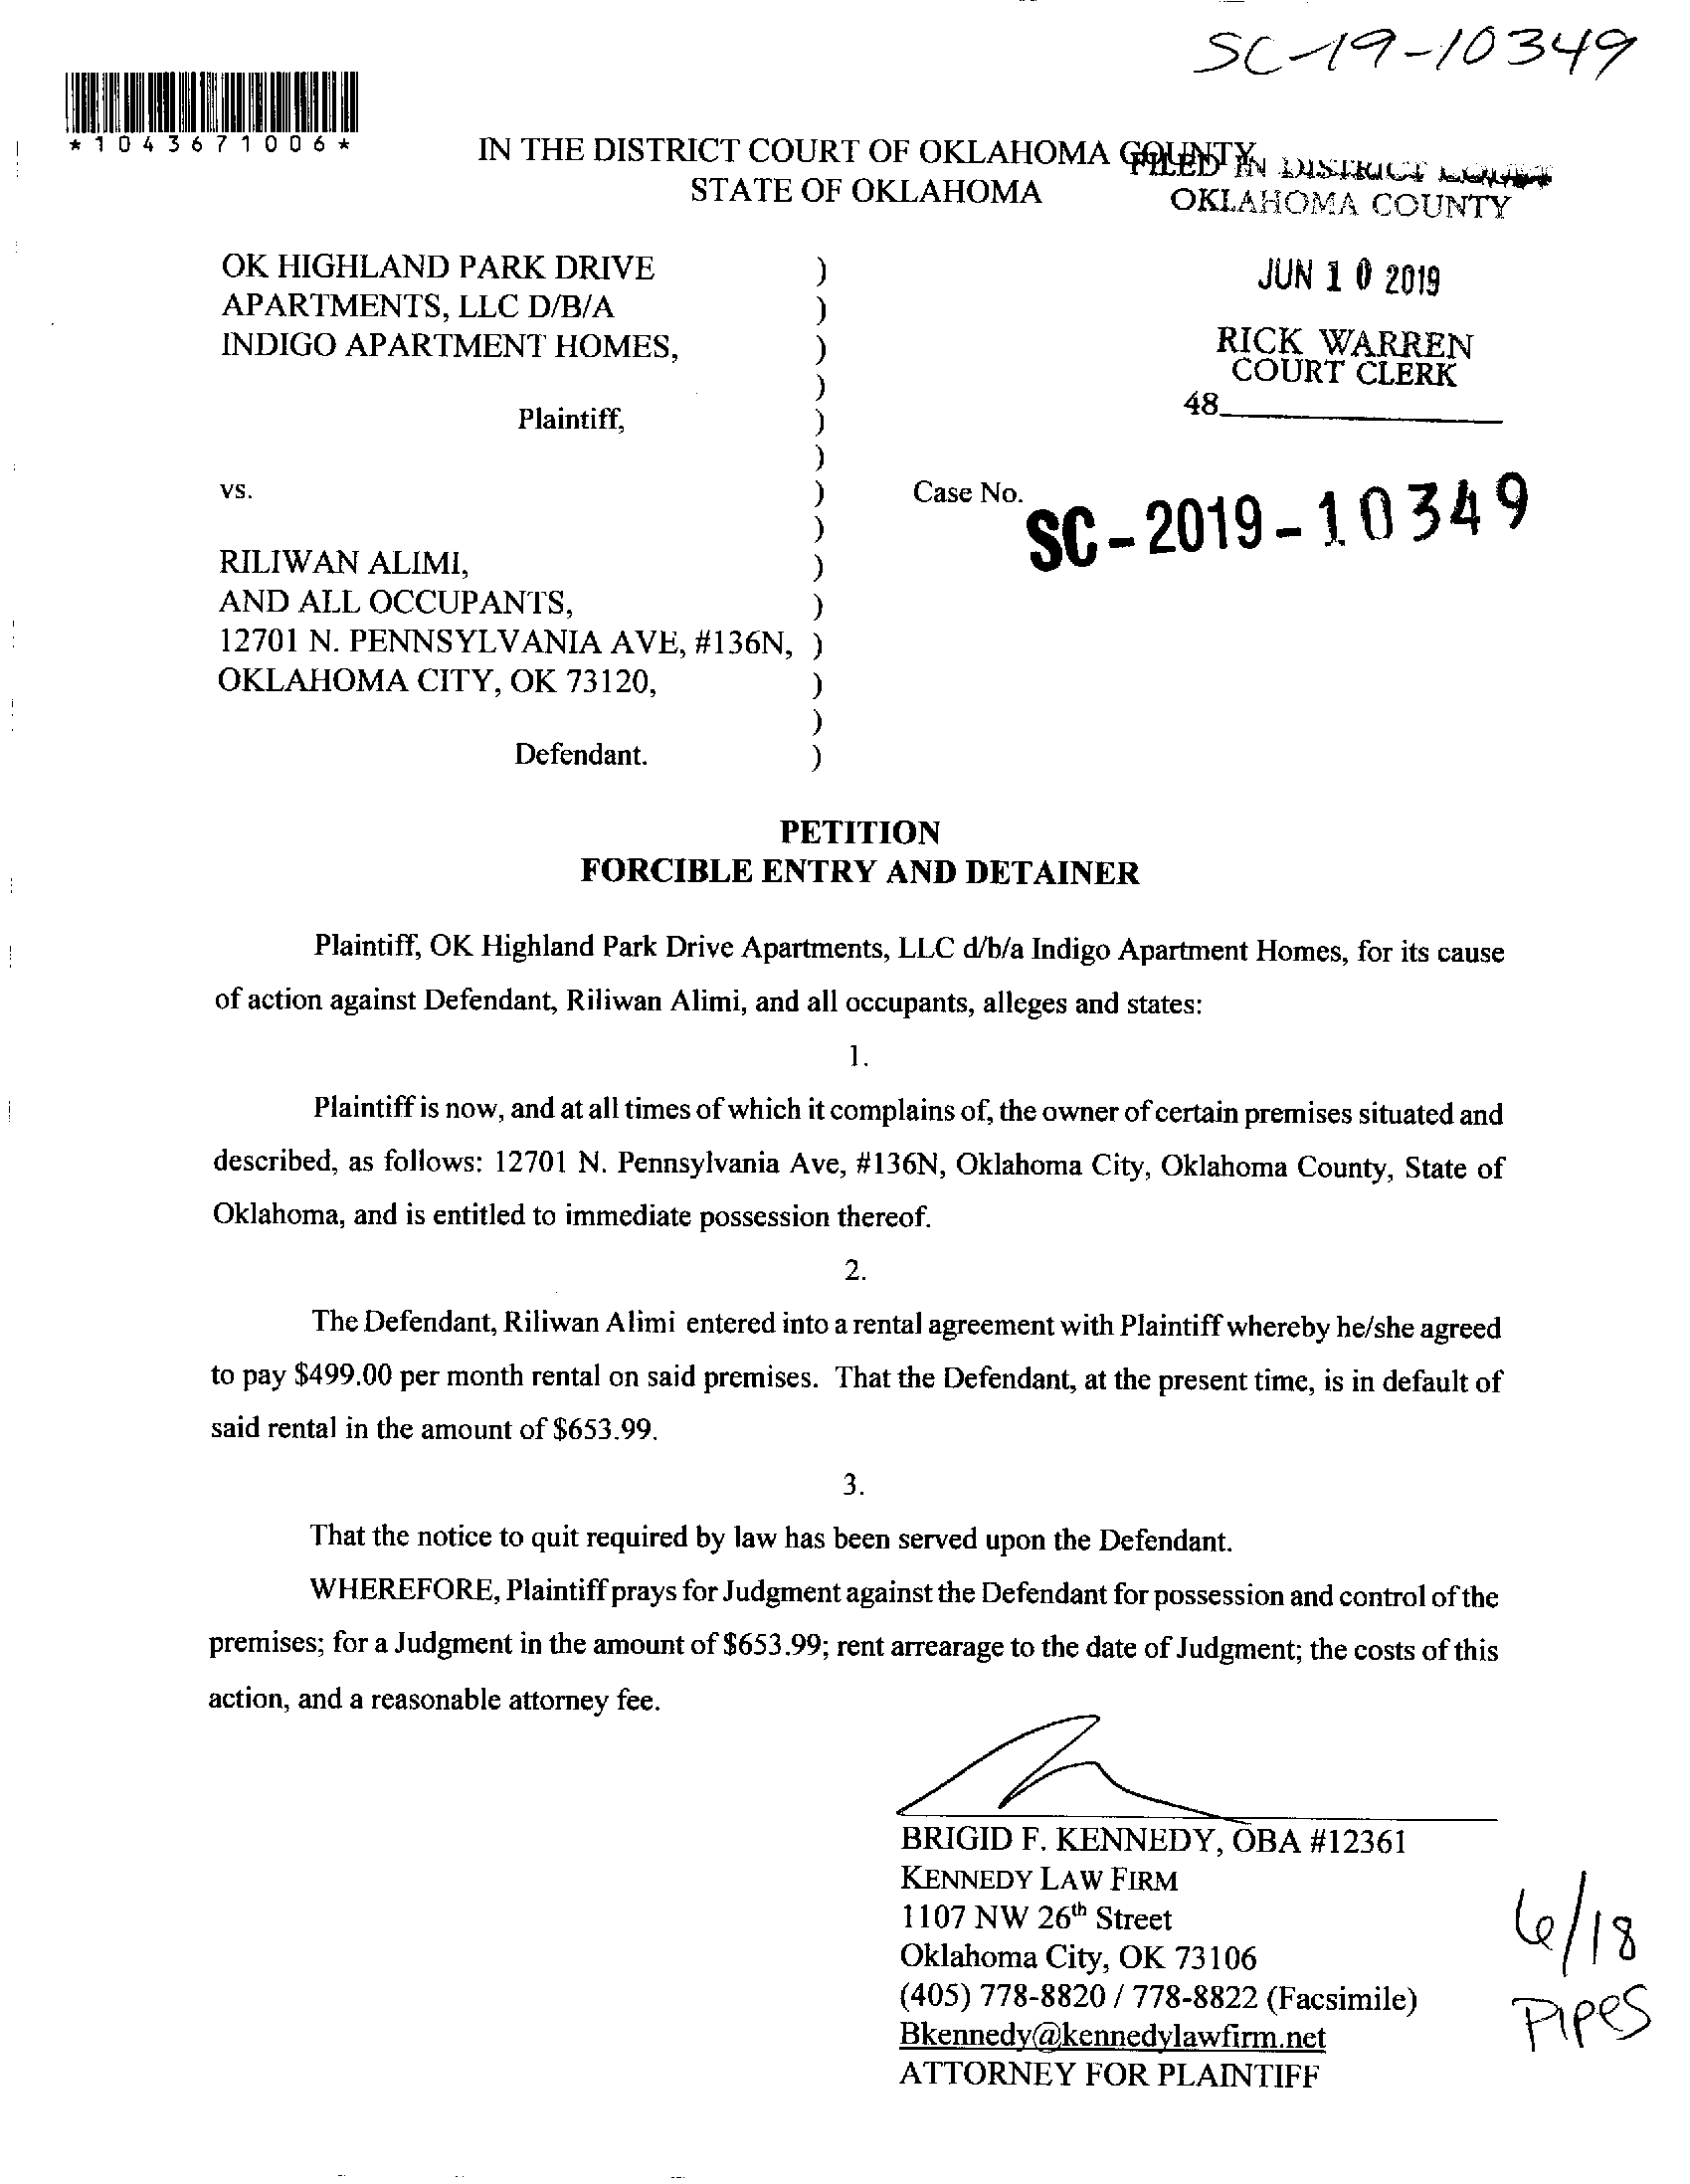 SC-19-10349
*1043671006*
IN THE DISTRICT COURT OF OKLAHOMA COUNTY
STATE OF OKLAHOMA
FILED IN DISTRICT COURT
OKLAHOMA COUNTY
JUN 10 2019
RICK WARREN
COURT CLERK
48
OK HIGHLAND PARK DRIVE )
APARTMENTS, LLC D/B/A )
INDIGO APARTMENT HOMES, )
)
Plaintiff, )
)
vs. ) Case No. SC-2019-10349
)
RILIWAN ALIMI, )
AND ALL OCCUPANTS, )
12701 N. PENNSYLVANIA AVE, #136N, )
OKLAHOMA CITY, OK 73120, )
)
Defendant. )
PETITION
FORCIBLE ENTRY AND DETAINER
Plaintiff, OK Highland Park Drive Apartments, LLC d/b/a Indigo Apartment Homes, for its cause
of action against Defendant, Riliwan Alimi, and all occupants, alleges and states:
1.
Plaintiff is now, and at all times of which it complains of, the owner of certain premises situated and
described, as follows: 12701 N. Pennsylvania Ave, #136N, Oklahoma City, Oklahoma County, State of
Oklahoma, and is entitled to immediate possession thereof.
2.
The Defendant, Riliwan Alimi entered into a rental agreement with Plaintiff whereby he/she agreed
to pay $499.00 per month rental on said premises. That the Defendant, at the present time, is in default of
said rental in the amount of $653.99.
3.
That the notice to quit required by law has been served upon the Defendant.
WHEREFORE, Plaintiff prays for Judgment against the Defendant for possession and control of the
premises; for a Judgment in the amount of $653.99; rent arrearage to the date of Judgment; the costs of this
action, and a reasonable attorney fee.
BRIGID F. KENNEDY, OBA #12361
KENNEDY LAW FIRM
1107 NW 26th Street
Oklahoma City, OK 73106
(405) 778-8820 / 778-8822 (Facsimile)
Bkennedy@kennedylawfirm.net
ATTORNEY FOR PLAINTIFF
6/18
Pipes